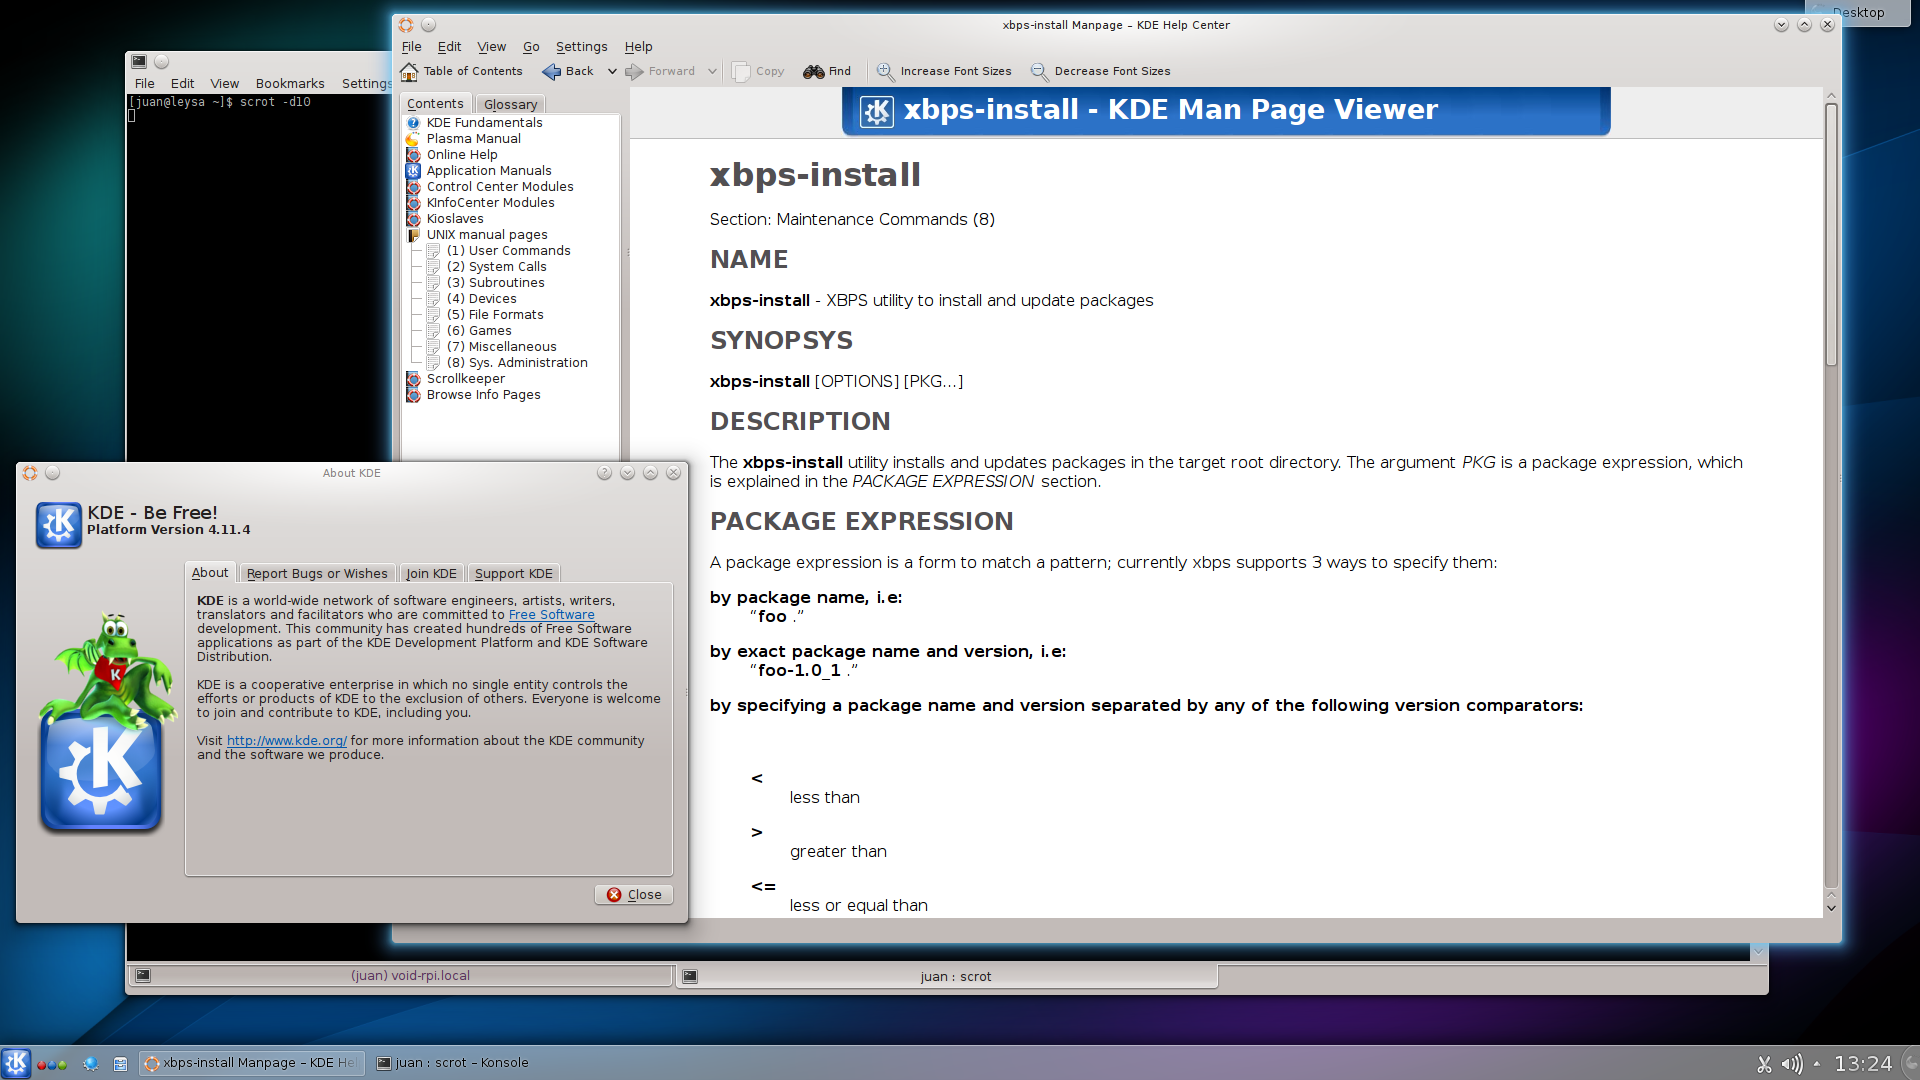 Desktop
xbps-install Manpage – KDE Help Center
File Edit View Go Settings Help
Table of Contents Back Forward Copy Find Increase Font Sizes Decrease Font Sizes
File Edit View Bookmarks Settings
[juan@leysa ~]$ scrot -d10
Contents Glossary
KDE Fundamentals
Plasma Manual
Online Help
Application Manuals
Control Center Modules
KInfoCenter Modules
Kioslaves
UNIX manual pages
(1) User Commands
(2) System Calls
(3) Subroutines
(4) Devices
(5) File Formats
(6) Games
(7) Miscellaneous
(8) Sys. Administration
Scrollkeeper
Browse Info Pages
xbps-install - KDE Man Page Viewer
xbps-install
Section: Maintenance Commands (8)
NAME
xbps-install - XBPS utility to install and update packages
SYNOPSYS
xbps-install [OPTIONS] [PKG...]
DESCRIPTION
The xbps-install utility installs and updates packages in the target root directory. The argument PKG is a package expression, which
is explained in the PACKAGE EXPRESSION section.
PACKAGE EXPRESSION
A package expression is a form to match a pattern; currently xbps supports 3 ways to specify them:
by package name, i.e:
“foo .”
by exact package name and version, i.e:
“foo-1.0_1 .”
by specifying a package name and version separated by any of the following version comparators:
<
less than
>
greater than
<=
less or equal than
About KDE
KDE - Be Free!
Platform Version 4.11.4
About Report Bugs or Wishes Join KDE Support KDE
KDE is a world-wide network of software engineers, artists, writers,
translators and facilitators who are committed to Free Software
development. This community has created hundreds of Free Software
applications as part of the KDE Development Platform and KDE Software
Distribution.
KDE is a cooperative enterprise in which no single entity controls the
efforts or products of KDE to the exclusion of others. Everyone is welcome
to join and contribute to KDE, including you.
Visit http://www.kde.org/ for more information about the KDE community
and the software we produce.
Close
(juan) void-rpi.local
juan : scrot
xbps-install Manpage – KDE He
juan : scrot – Konsole
13:24